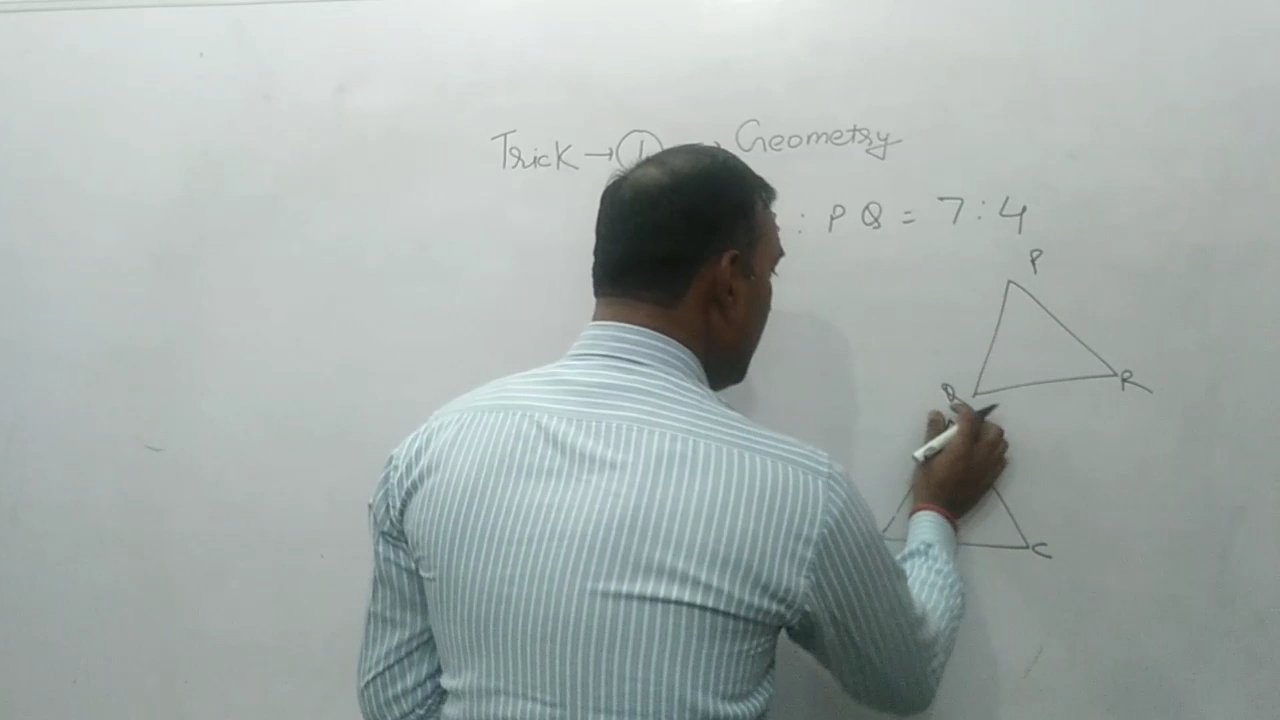 Trick → 1 → Geometry
: PQ = 7:4
P
Q
R
C